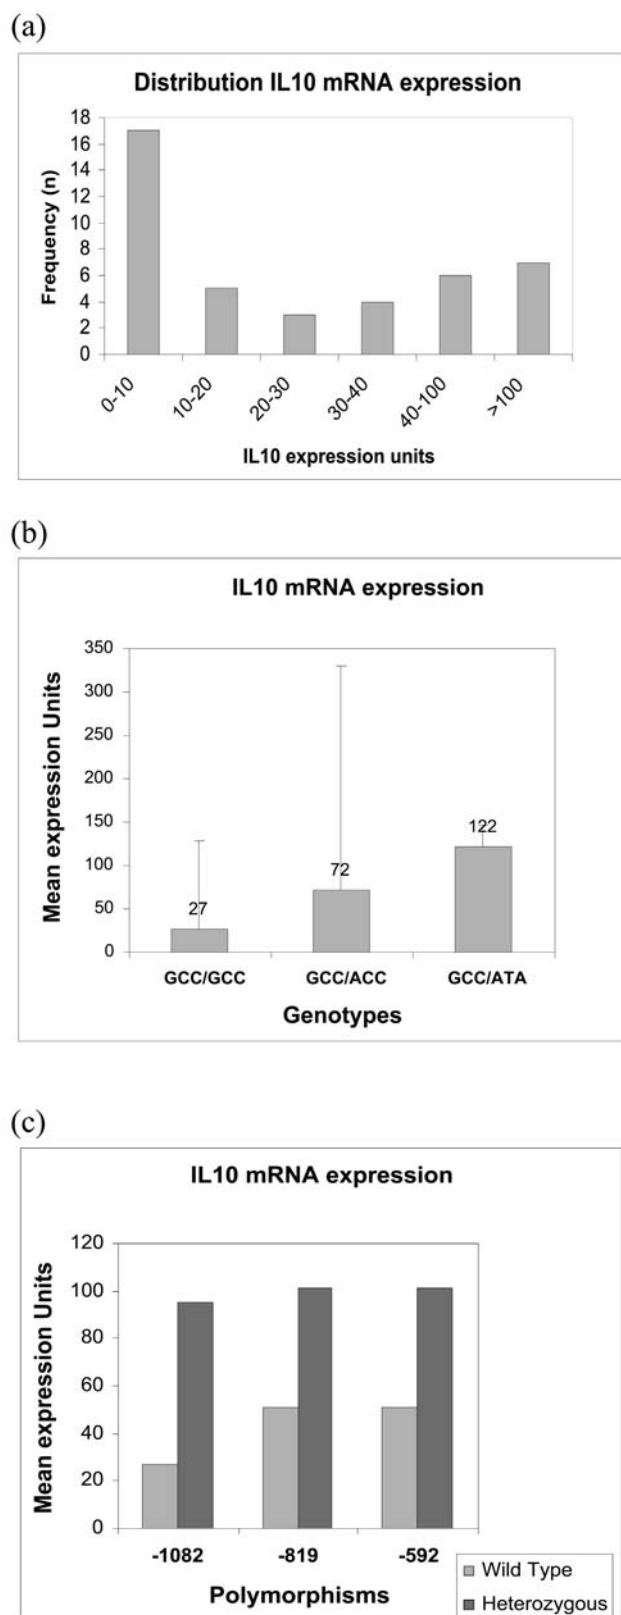 (a)
Distribution IL10 mRNA expression
Frequency (n)
18
16
14
12
10
8
6
4
2
0
0-10
10-20
20-30
30-40
40-100
>100
IL10 expression units
(b)
IL10 mRNA expression
Mean expression Units
350
300
250
200
150
100
50
0
27
72
122
GCC/GCC
GCC/ACC
GCC/ATA
Genotypes
(c)
IL10 mRNA expression
Mean expression Units
120
100
80
60
40
20
0
-1082
-819
-592
Polymorphisms
Wild Type
Heterozygous